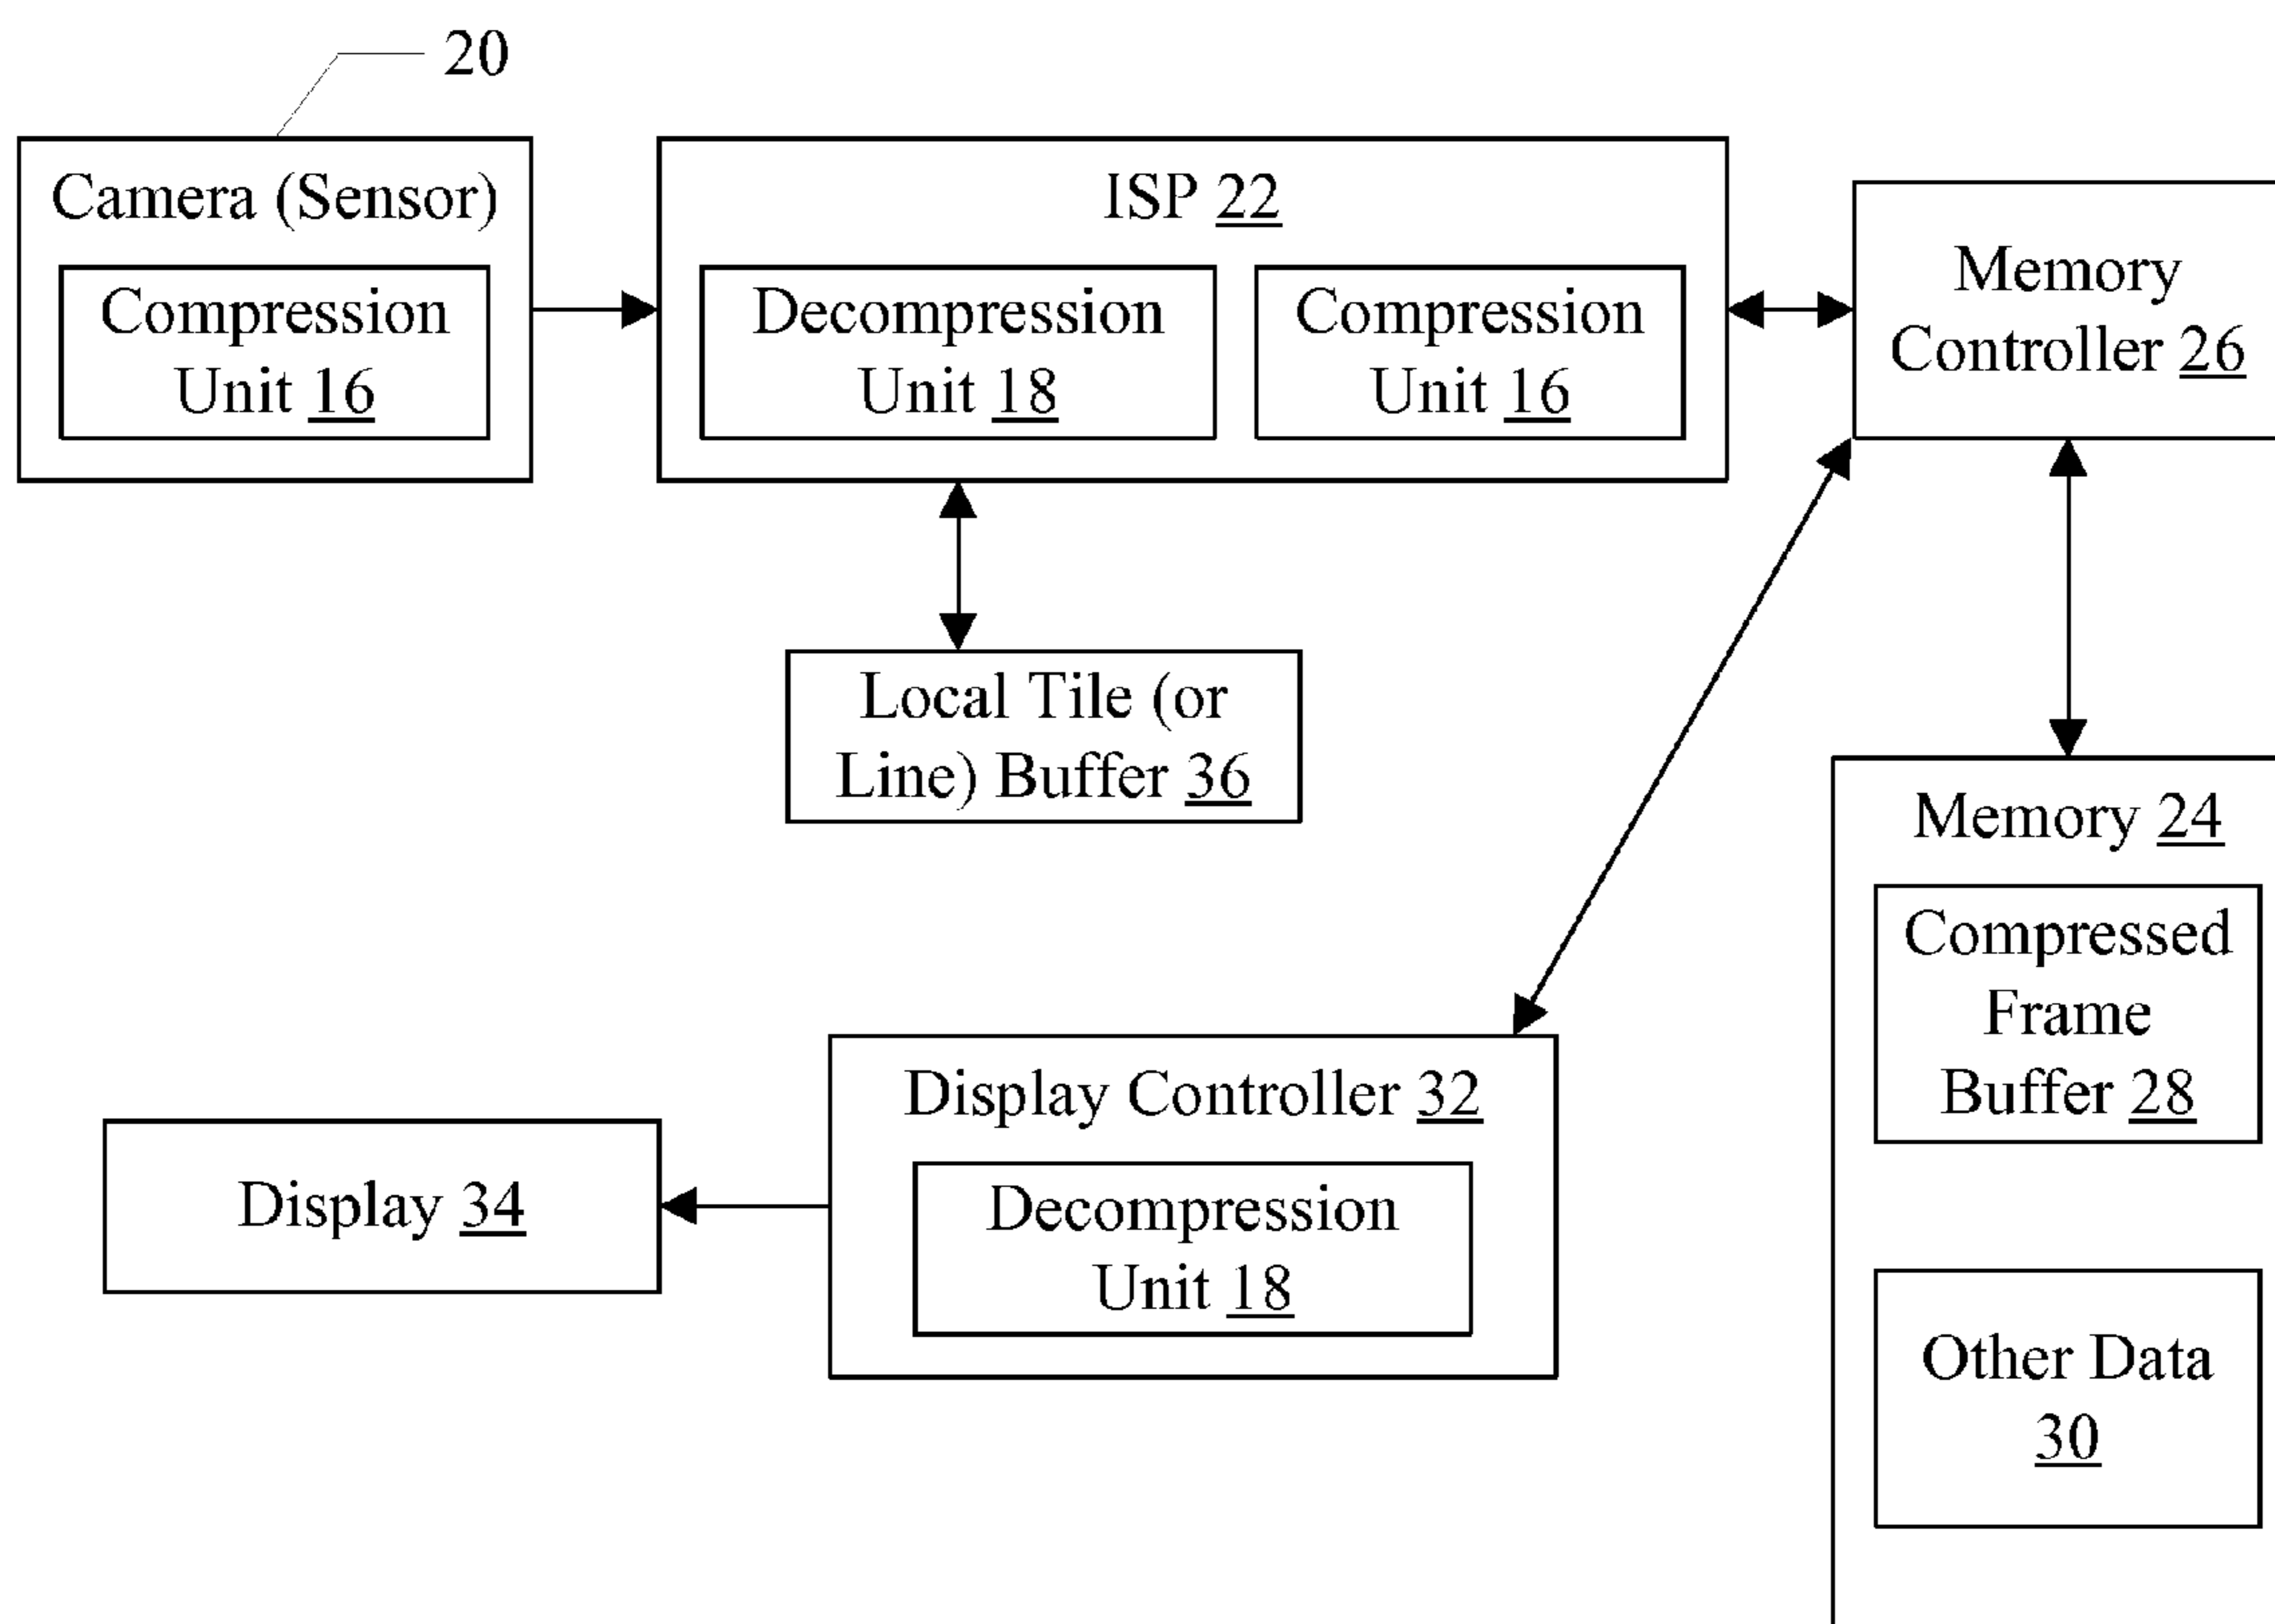 20
Camera (Sensor)
Compression
Unit 16
ISP 22
Decompression
Unit 18
Compression
Unit 16
Memory
Controller 26
Local Tile (or
Line) Buffer 36
Memory 24
Compressed
Frame
Buffer 28
Other Data
30
Display Controller 32
Decompression
Unit 18
Display 34